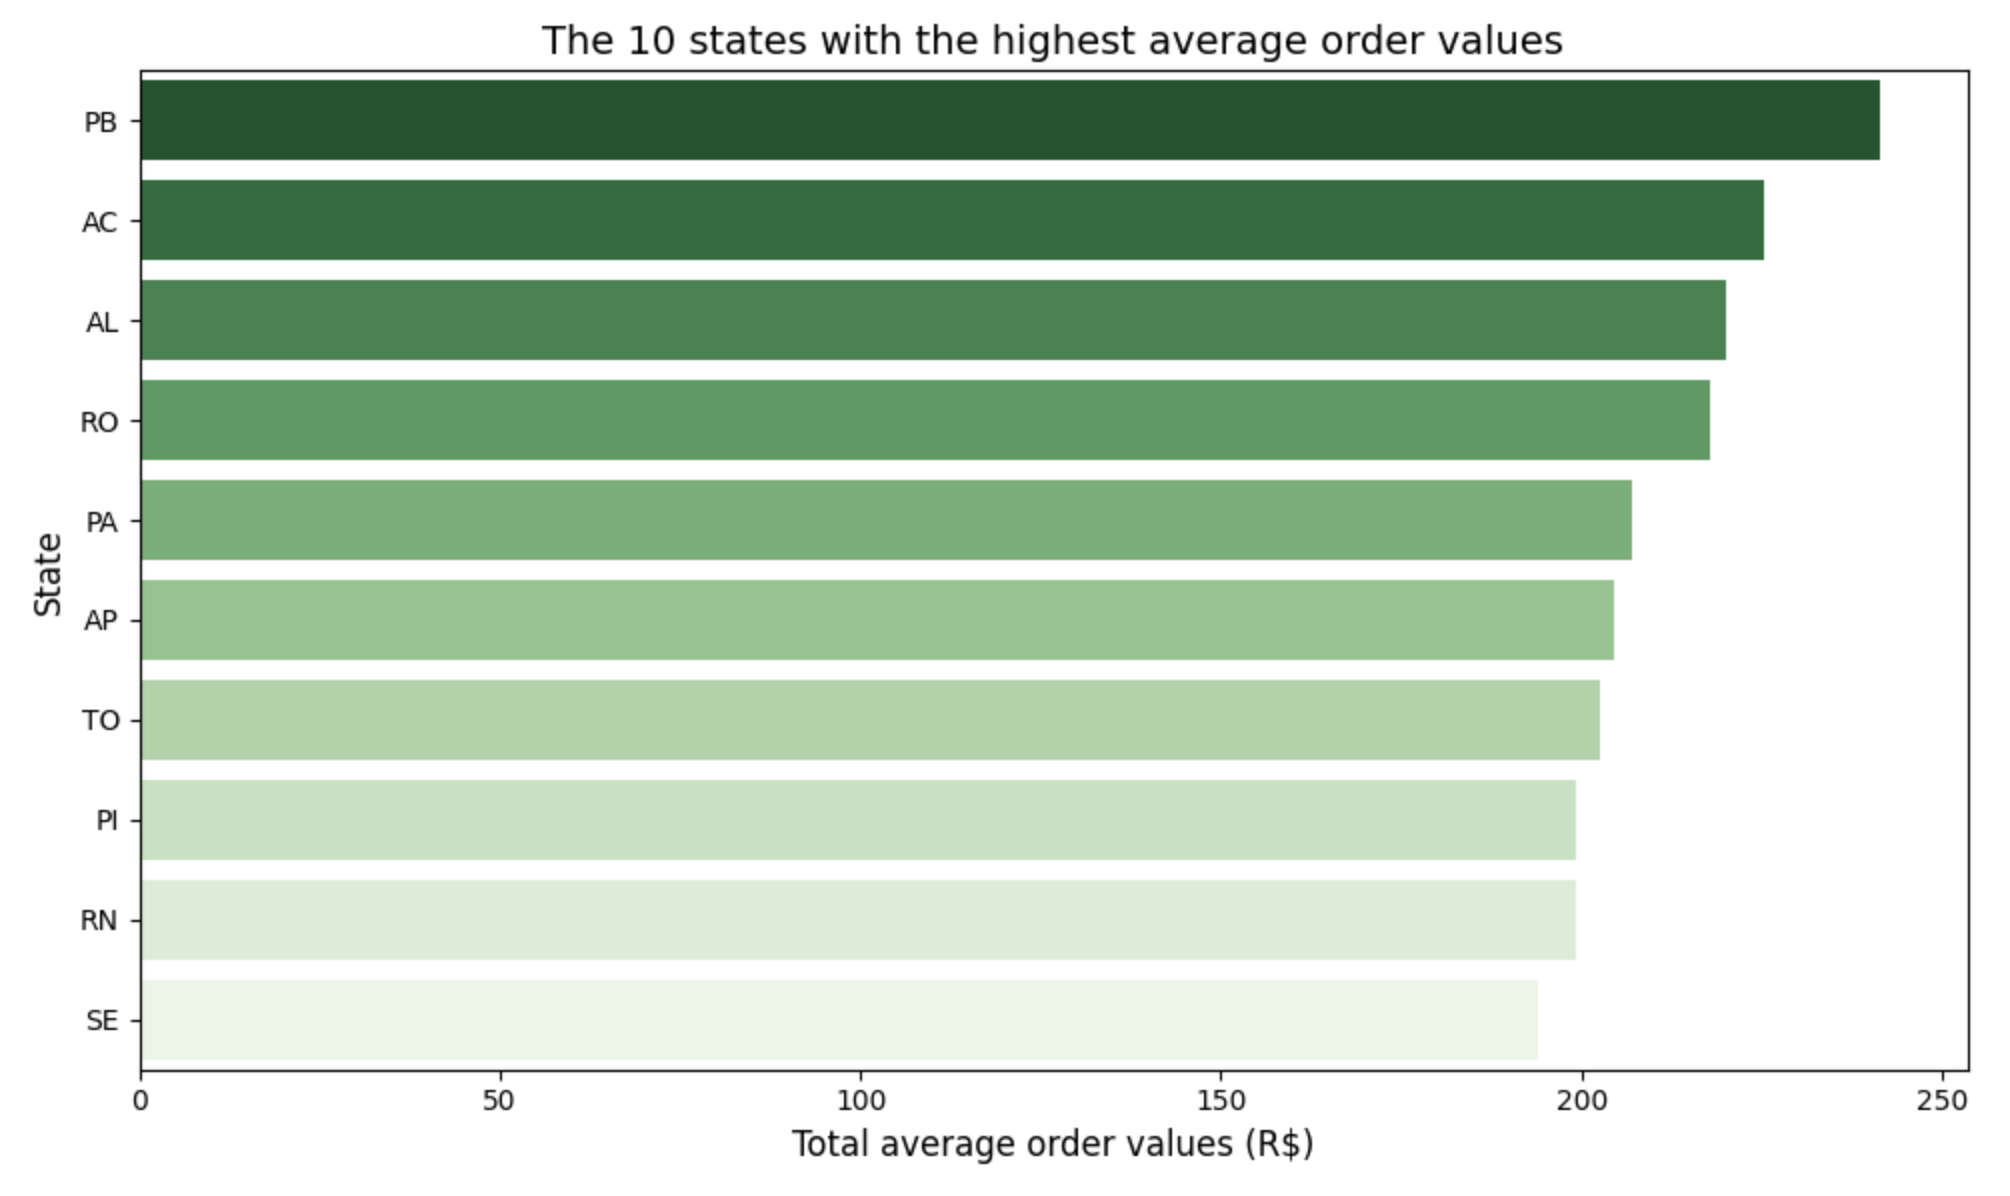 The 10 states with the highest average order values
State
PB
AC
AL
RO
PA
AP
TO
PI
RN
SE
0 50 100 150 200 250
Total average order values (R$)